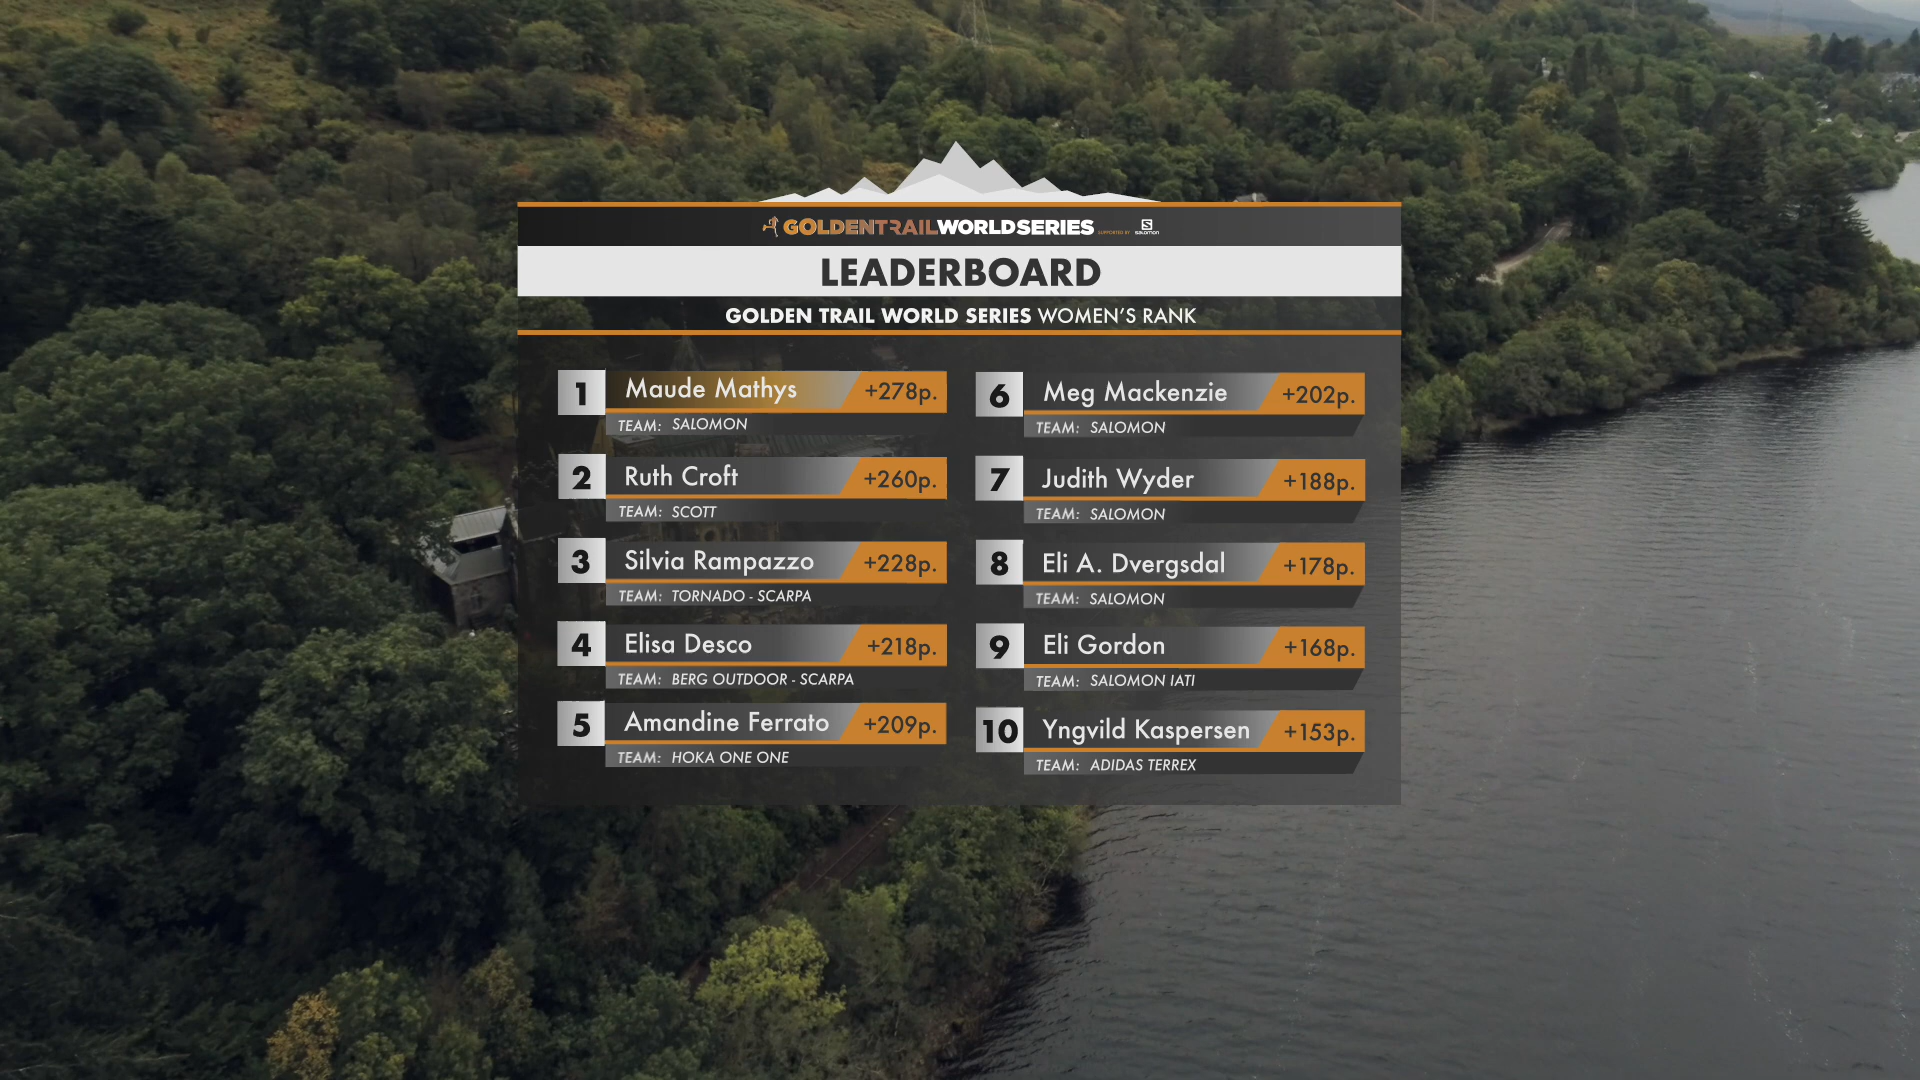 GOLDENTRAILWORLDSERIES SUPPORTED BY SALOMON
LEADERBOARD
GOLDEN TRAIL WORLD SERIES WOMEN'S RANK
1 Maude Mathys +278p.
TEAM: SALOMON
2 Ruth Croft +260p.
TEAM: SCOTT
3 Silvia Rampazzo +228p.
TEAM: TORNADO - SCARPA
4 Elisa Desco +218p.
TEAM: BERG OUTDOOR - SCARPA
5 Amandine Ferrato +209p.
TEAM: HOKA ONE ONE
6 Meg Mackenzie +202p.
TEAM: SALOMON
7 Judith Wyder +188p.
TEAM: SALOMON
8 Eli A. Dvergsdal +178p.
TEAM: SALOMON
9 Eli Gordon +168p.
TEAM: SALOMON IATI
10 Yngvild Kaspersen +153p.
TEAM: ADIDAS TERREX